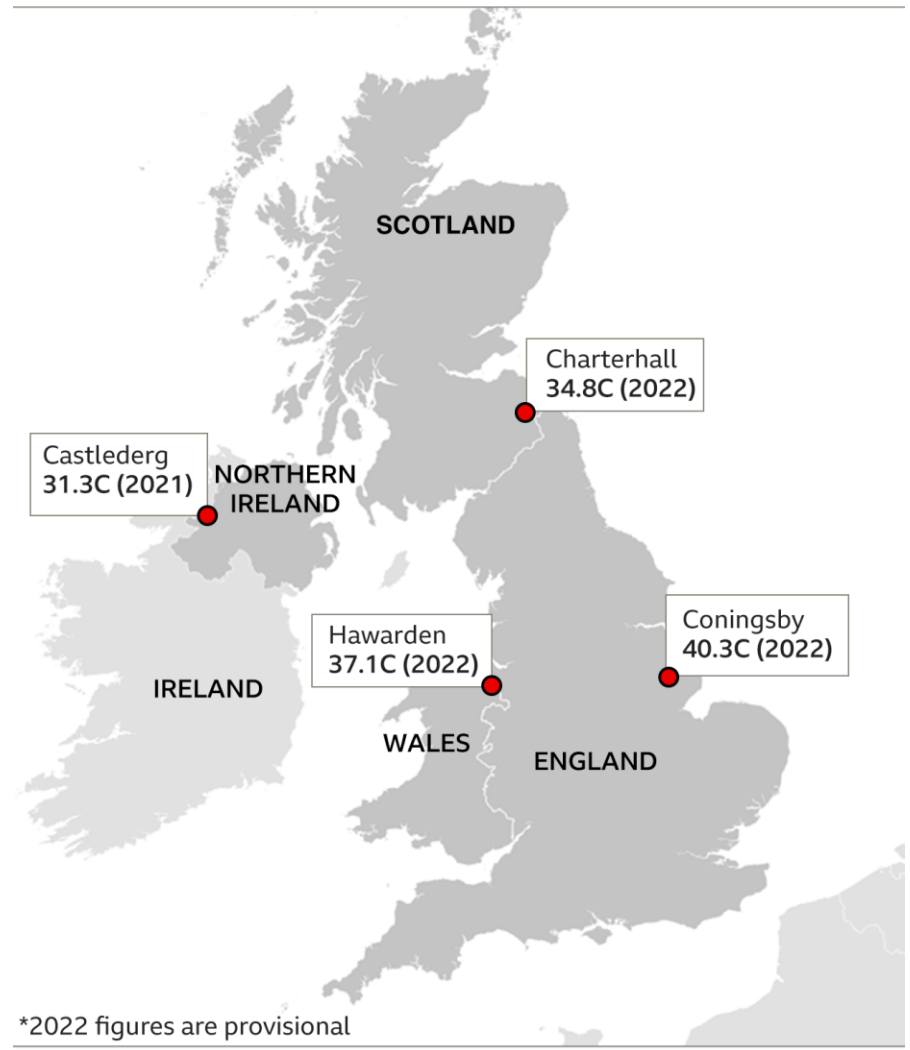 SCOTLAND
Charterhall
34.8C (2022)
Castlederg
31.3C (2021)
NORTHERN
IRELAND
Hawarden
37.1C (2022)
Coningsby
40.3C (2022)
IRELAND
WALES
ENGLAND
*2022 figures are provisional